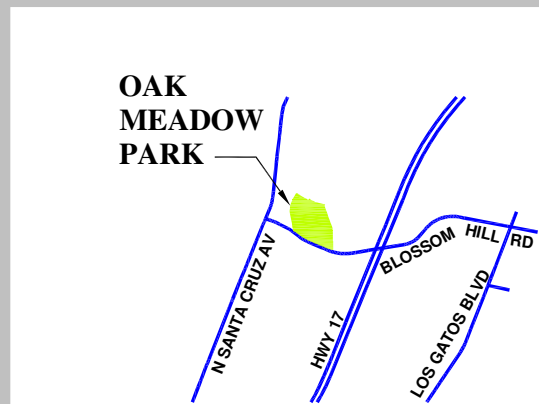 OAK
MEADOW
PARK
N SANTA CRUZ AV
HWY 17
BLOSSOM HILL RD
LOS GATOS BLVD